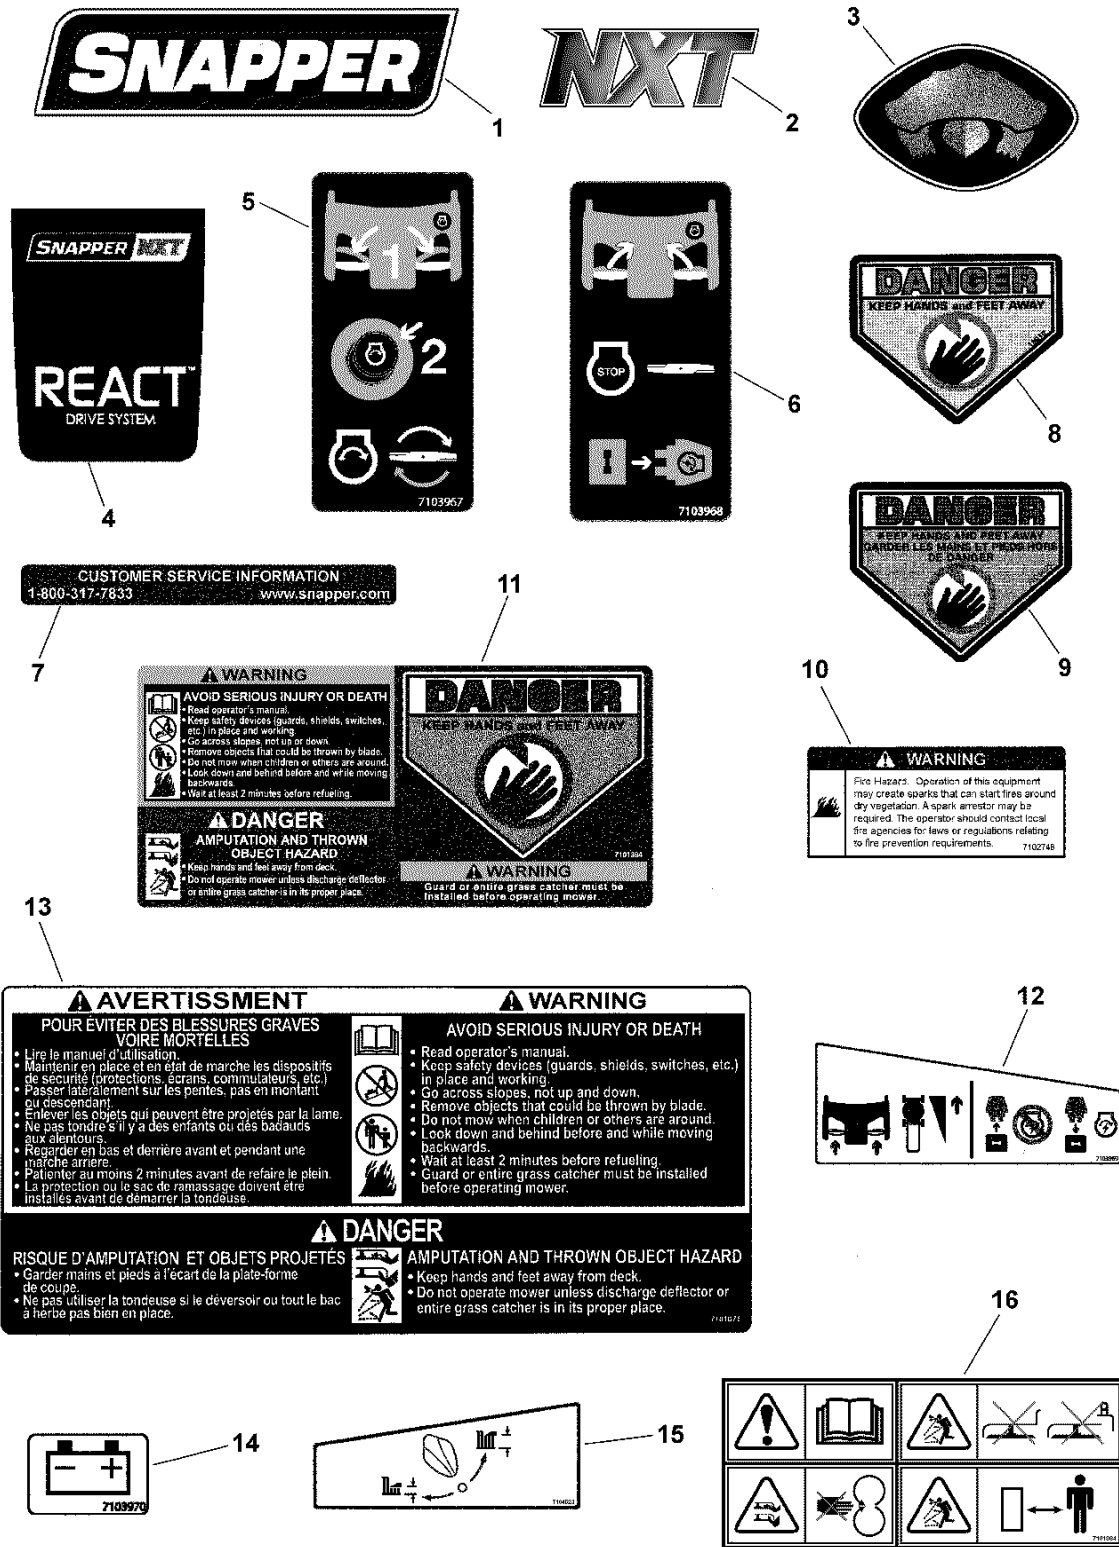 SNAPPER
1
NXT
2
3
SNAPPER NXT
REACT™
DRIVE SYSTEM
4
5
1
2
7103967
STOP
7103968
6
DANGER
KEEP HANDS and FEET AWAY
8
DANGER
KEEP HANDS AND FEET AWAY
GARDER LES MAINS ET PIEDS HORS
DE DANGER
9
CUSTOMER SERVICE INFORMATION
1-800-317-7833 www.snapper.com
7
11
WARNING
AVOID SERIOUS INJURY OR DEATH
• Read operator's manual.
• Keep safety devices (guards, shields, switches,
etc.) in place and working.
• Go across slopes, not up or down.
• Remove objects that could be thrown by blade.
• Do not mow when children or others are around.
• Look down and behind before and while moving
backwards.
• Wait at least 2 minutes before refueling.
DANGER
AMPUTATION AND THROWN
OBJECT HAZARD
• Keep hands and feet away from deck.
• Do not operate mower unless discharge deflector
or entire grass catcher is in its proper place.
DANGER
KEEP HANDS and FEET AWAY
WARNING
Guard or entire grass catcher must be
installed before operating mower.
10
WARNING
Fire Hazard. Operation of this equipment
may create sparks that can start fires around
dry vegetation. A spark arrestor may be
required. The operator should contact local
fire agencies for laws or regulations relating
to fire prevention requirements.
7102748
13
AVERTISSMENT
POUR ÉVITER DES BLESSURES GRAVES
VOIRE MORTELLES
• Lire le manuel d'utilisation.
• Maintenir en place et en état de marche les dispositifs
de sécurité (protections, écrans, commutateurs, etc.)
• Passer latéralement sur les pentes, pas en montant
ou descendant.
• Enlever les objets qui peuvent être projetés par la lame.
• Ne pas tondre s'il y'a des enfants ou des badauds
aux alentours.
• Regarder en bas et derrière avant et pendant une
marche arrière.
• Patienter au moins 2 minutes avant de refaire le plein.
• La protection ou le sac de ramassage doivent être
installés avant de démarrer la tondeuse.
WARNING
AVOID SERIOUS INJURY OR DEATH
• Read operator's manual.
• Keep safety devices (guards, shields, switches, etc.)
in place and working.
• Go across slopes, not up and down.
• Remove objects that could be thrown by blade.
• Do not mow when children or others are around.
• Look down and behind before and while moving
backwards.
• Wait at least 2 minutes before refueling.
• Guard or entire grass catcher must be installed
before operating mower.
DANGER
RISQUE D'AMPUTATION ET OBJETS PROJETÉS
• Garder mains et pieds à l'écart de la plate-forme
de coupe.
• Ne pas utiliser la tondeuse si le déversoir ou tout le bac
à herbe pas bien en place.
AMPUTATION AND THROWN OBJECT HAZARD
• Keep hands and feet away from deck.
• Do not operate mower unless discharge deflector or
entire grass catcher is in its proper place.
12
7103969
14
7103970
15
16